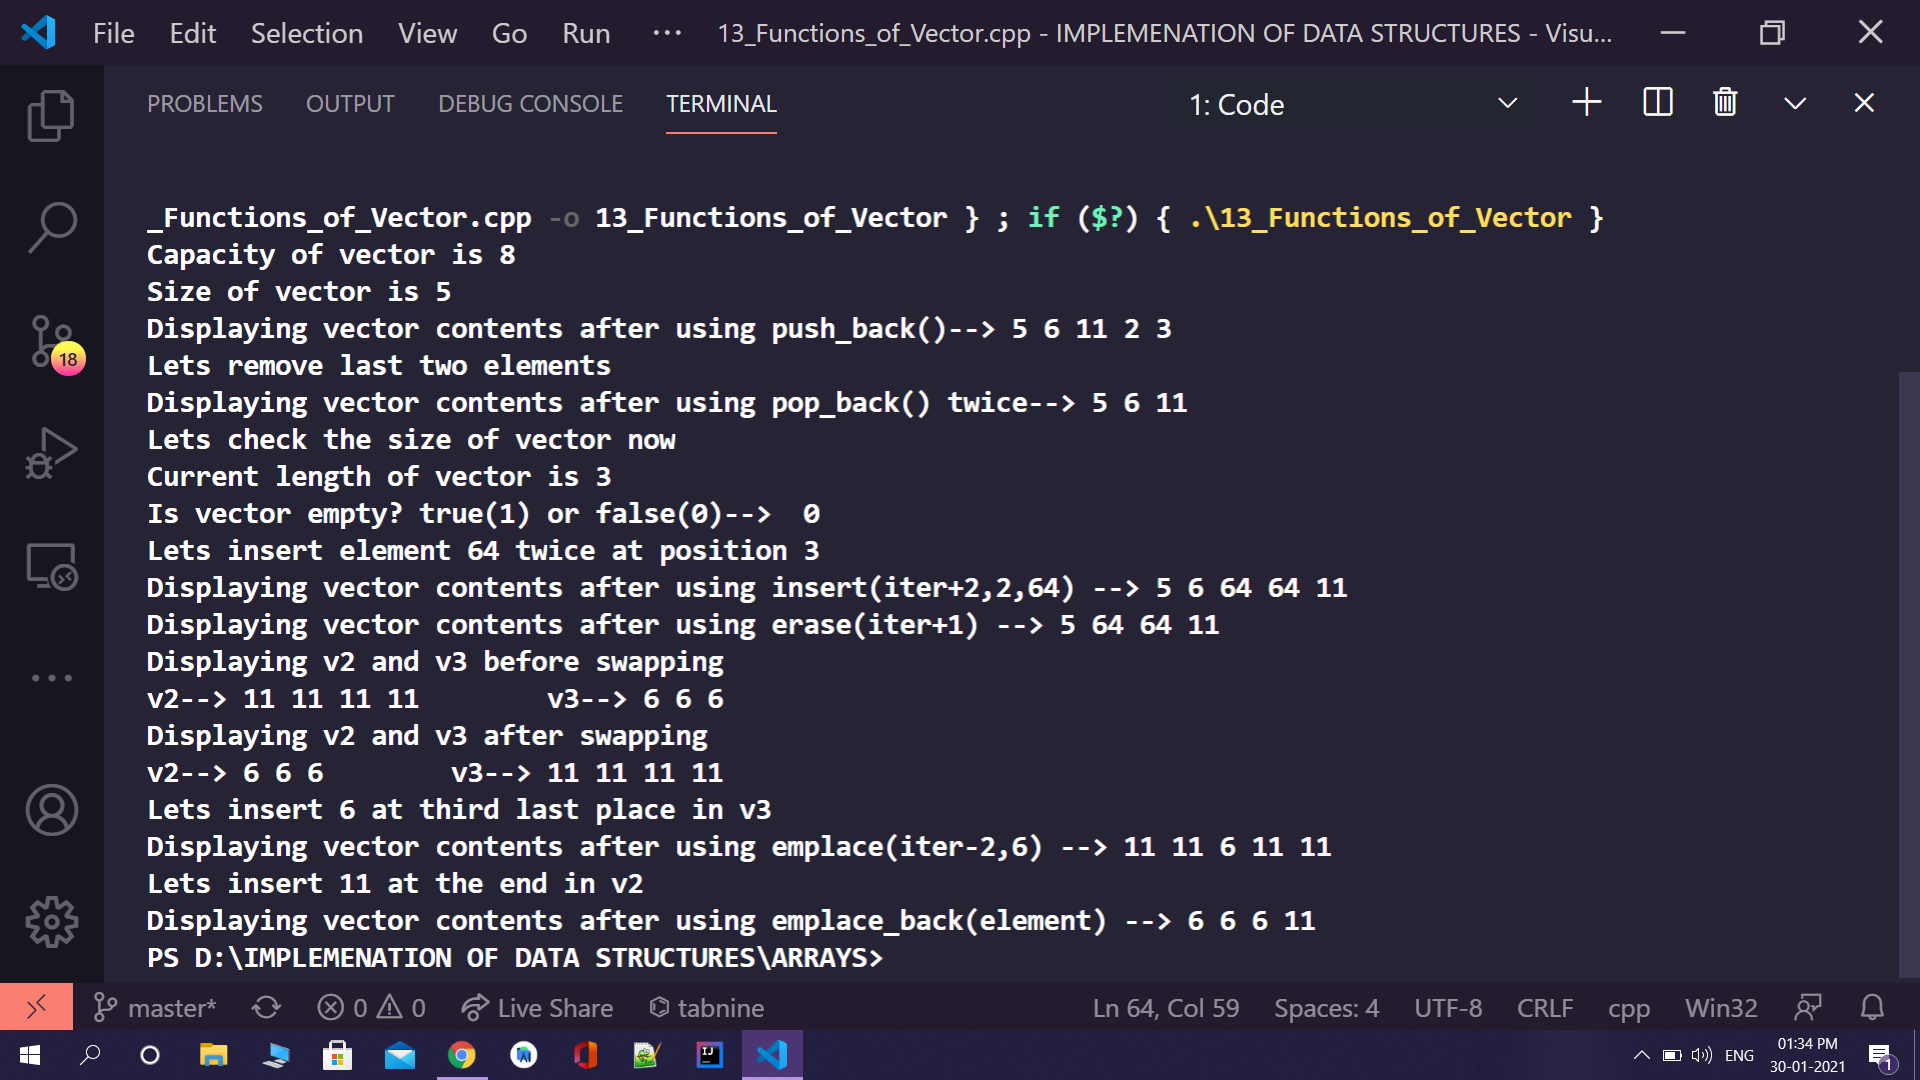 File Edit Selection View Go Run ··· 13_Functions_of_Vector.cpp - IMPLEMENATION OF DATA STRUCTURES - Visu...
PROBLEMS OUTPUT DEBUG CONSOLE TERMINAL 1: Code
_Functions_of_Vector.cpp -o 13_Functions_of_Vector } ; if ($?) { .\13_Functions_of_Vector }
Capacity of vector is 8
Size of vector is 5
Displaying vector contents after using push_back()--> 5 6 11 2 3
Lets remove last two elements
Displaying vector contents after using pop_back() twice--> 5 6 11
Lets check the size of vector now
Current length of vector is 3
Is vector empty? true(1) or false(0)-->  0
Lets insert element 64 twice at position 3
Displaying vector contents after using insert(iter+2,2,64) --> 5 6 64 64 11
Displaying vector contents after using erase(iter+1) --> 5 64 64 11
Displaying v2 and v3 before swapping
v2--> 11 11 11 11        v3--> 6 6 6
Displaying v2 and v3 after swapping
v2--> 6 6 6        v3--> 11 11 11 11
Lets insert 6 at third last place in v3
Displaying vector contents after using emplace(iter-2,6) --> 11 11 6 11 11
Lets insert 11 at the end in v2
Displaying vector contents after using emplace_back(element) --> 6 6 6 11
PS D:\IMPLEMENATION OF DATA STRUCTURES\ARRAYS>
18
master* 0 0 Live Share tabnine Ln 64, Col 59 Spaces: 4 UTF-8 CRLF cpp Win32
IJ ENG 01:34 PM
30-01-2021 1